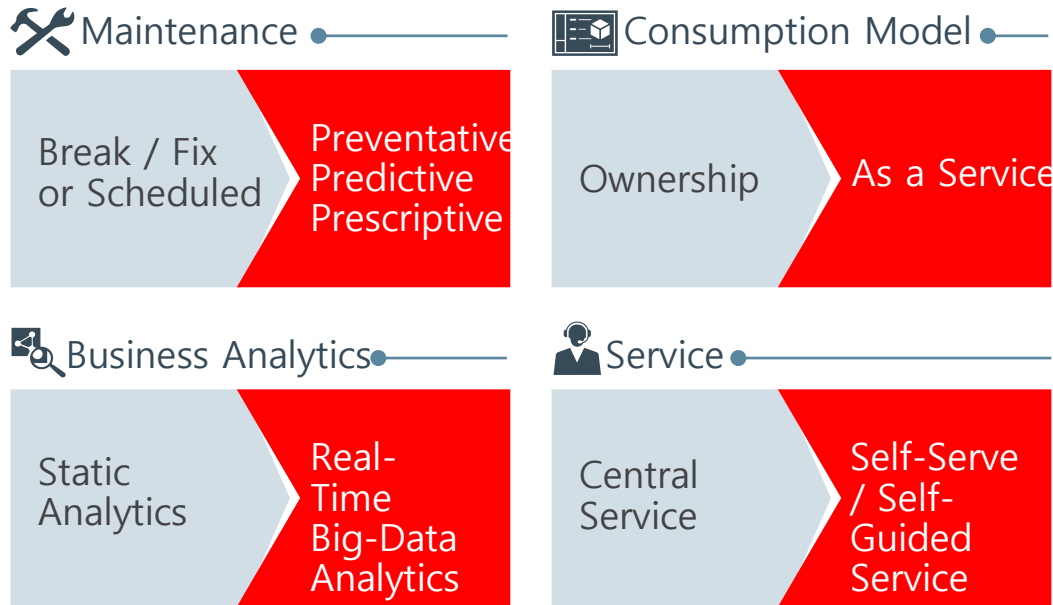 Maintenance
Break / Fix
or Scheduled
Preventative
Predictive
Prescriptive
Consumption Model
Ownership
As a Service
Business Analytics
Static
Analytics
Real-
Time
Big-Data
Analytics
Service
Central
Service
Self-Serve
/ Self-
Guided
Service